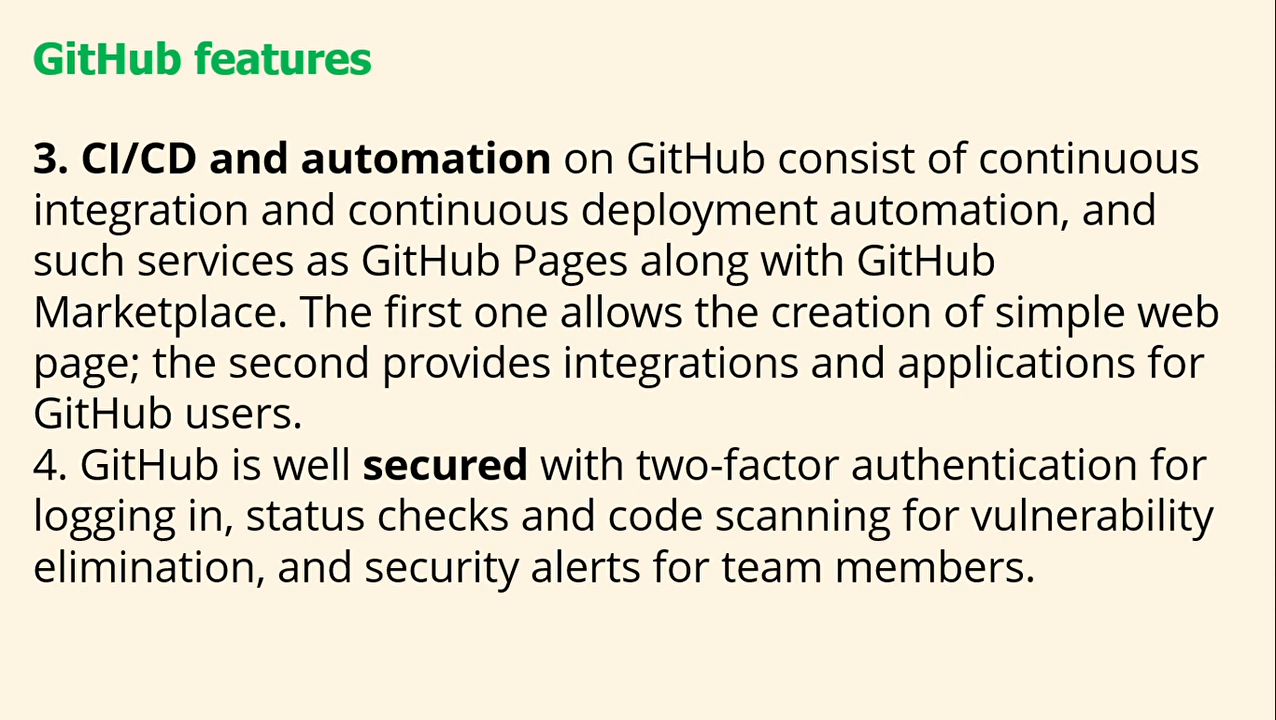 GitHub features
3. CI/CD and automation on GitHub consist of continuous
integration and continuous deployment automation, and
such services as GitHub Pages along with GitHub
Marketplace. The first one allows the creation of simple web
page; the second provides integrations and applications for
GitHub users.
4. GitHub is well secured with two-factor authentication for
logging in, status checks and code scanning for vulnerability
elimination, and security alerts for team members.